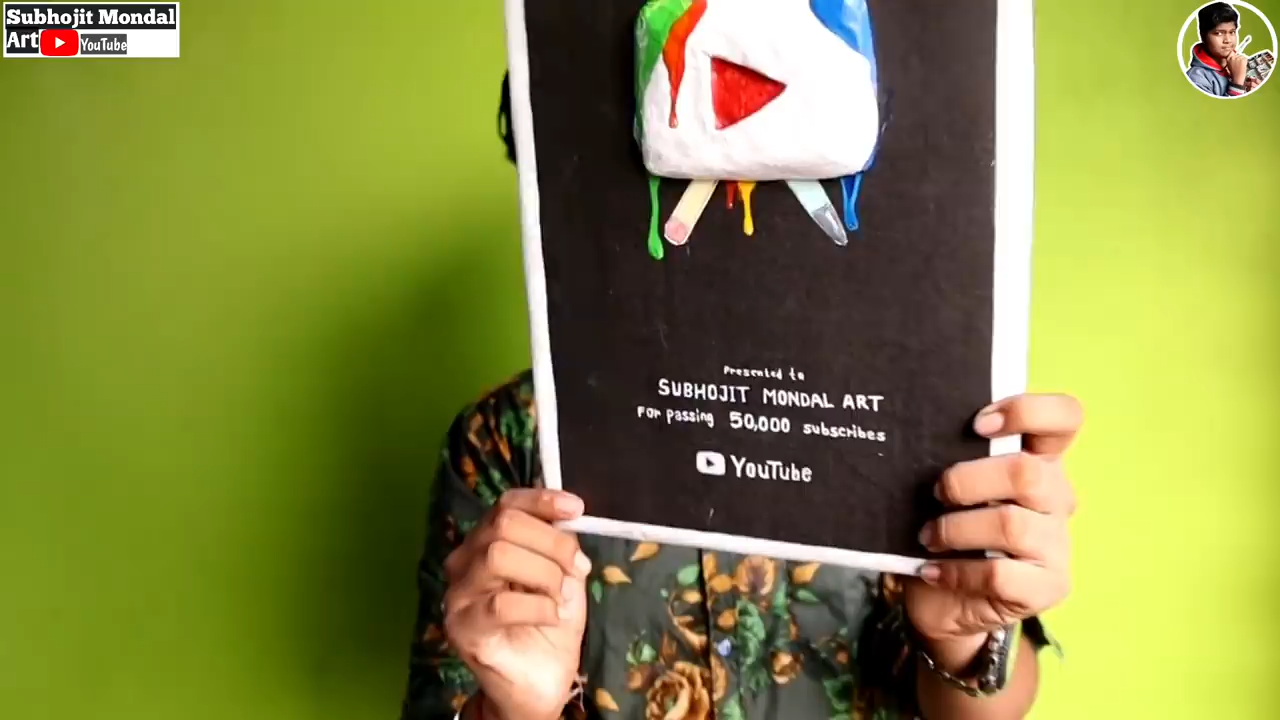 Subhojit Mondal
Art YouTube
Presented to
SUBHOJIT MONDAL ART
For passing 50,000 subscribes
YouTube